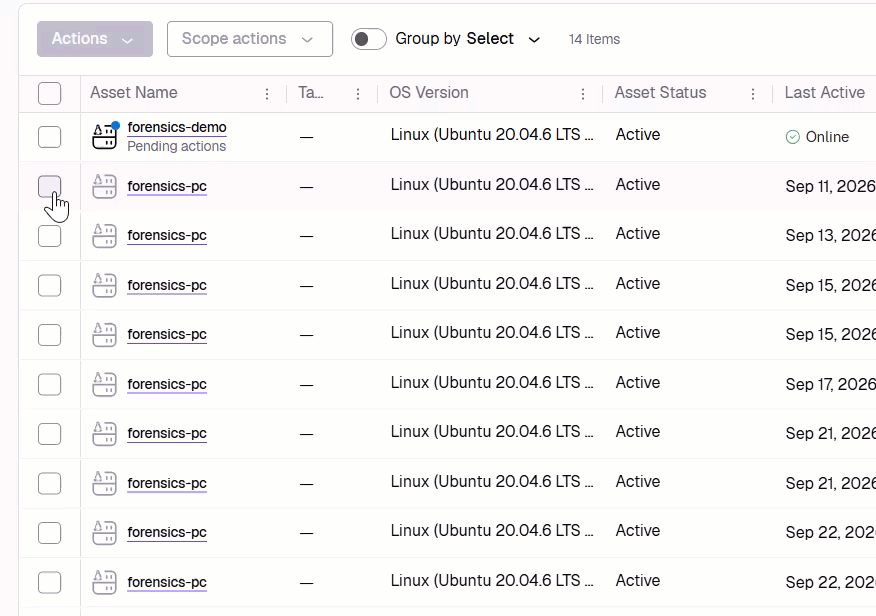 Actions Scope actions Group by Select 14 Items
Asset Name Ta... OS Version Asset Status Last Active
forensics-demo — Linux (Ubuntu 20.04.6 LTS ... Active Online
Pending actions
forensics-pc — Linux (Ubuntu 20.04.6 LTS ... Active Sep 11, 2026
forensics-pc — Linux (Ubuntu 20.04.6 LTS ... Active Sep 13, 2026
forensics-pc — Linux (Ubuntu 20.04.6 LTS ... Active Sep 15, 2026
forensics-pc — Linux (Ubuntu 20.04.6 LTS ... Active Sep 15, 2026
forensics-pc — Linux (Ubuntu 20.04.6 LTS ... Active Sep 17, 2026
forensics-pc — Linux (Ubuntu 20.04.6 LTS ... Active Sep 21, 2026
forensics-pc — Linux (Ubuntu 20.04.6 LTS ... Active Sep 21, 2026
forensics-pc — Linux (Ubuntu 20.04.6 LTS ... Active Sep 22, 202
forensics-pc — Linux (Ubuntu 20.04.6 LTS ... Active Sep 22, 202